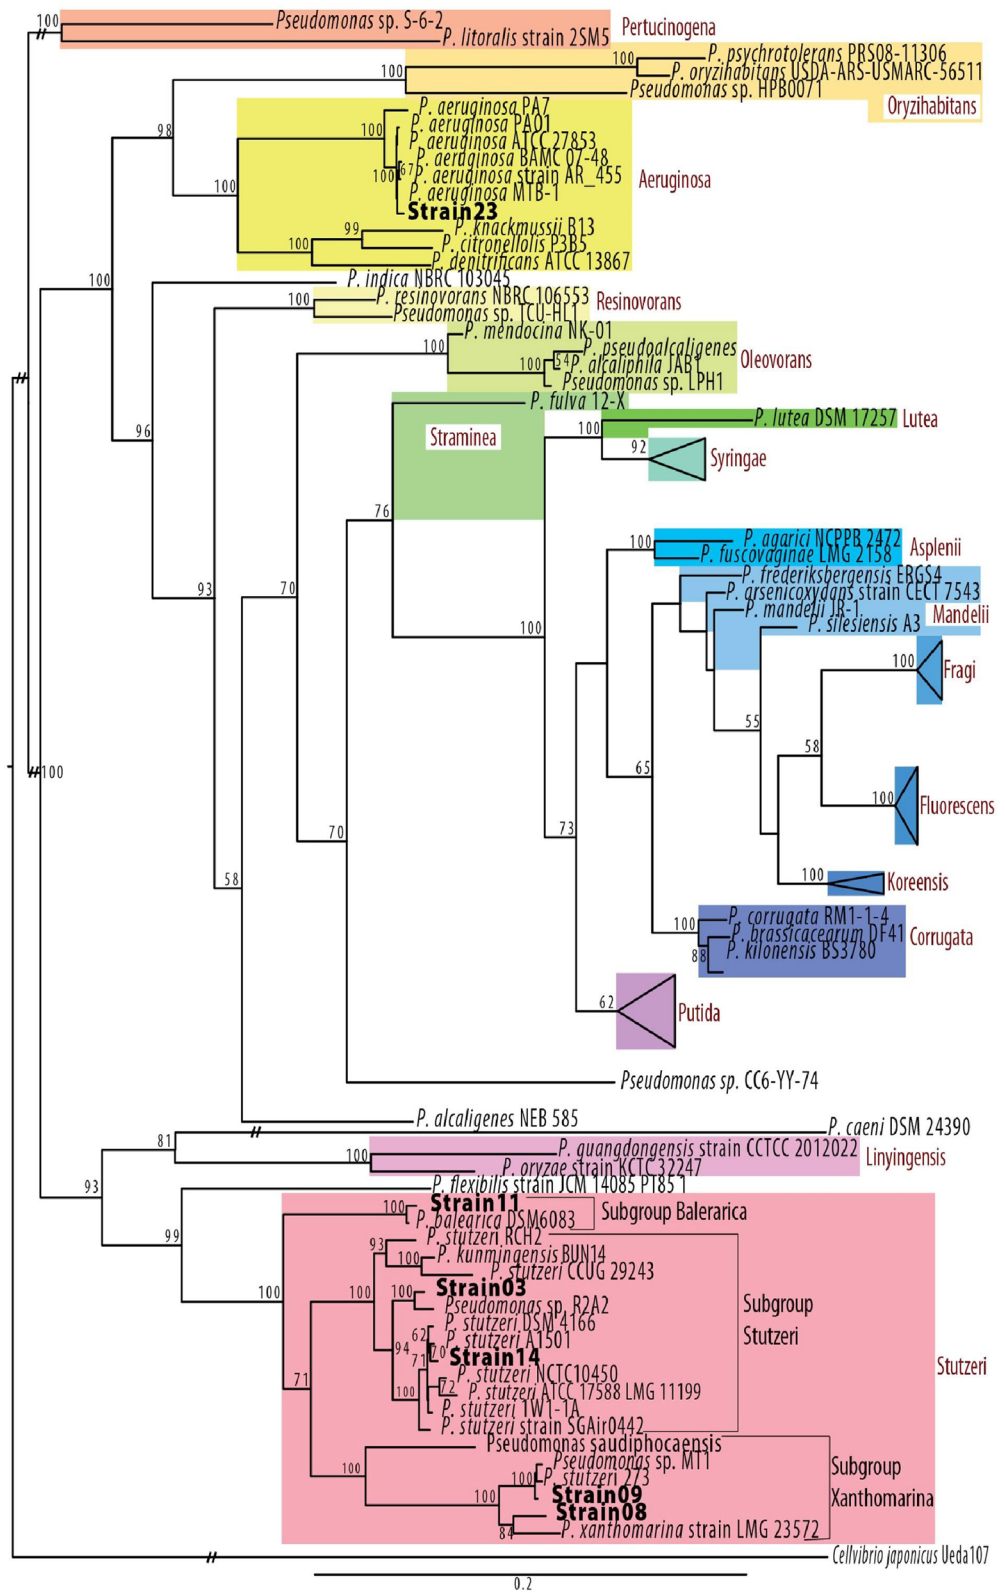 100
Pseudomonas sp. S-6-2
P. litoralis strain 2SM5
Pertucinogena
100
100
P. psychrotolerans PRS08-11306
P. oryzihabitans USDA-ARS-USMARC-56511
Pseudomonas sp. HPB0071
Oryzihabitans
98
100
100
P. aeruginosa PA7
P. aeruginosa PAO1
P. aeruginosa ATCC 27853
P. aeruginosa BAMC 07-48
100
67
P. aeruginosa strain AR_455
P. aeruginosa MTB-1
Strain23
Aeruginosa
99
100
P. knackmussii B13
P. citronellolis P3B5
P. denitrificans ATCC 13867
100
P. indica NBRC 103045
100
P. resinovorans NBRC 106553
Pseudomonas sp. TCU-HL1
Resinovorans
P. mendocina NK-01
100
P. pseudoalcaligenes
100
54
P. alcaliphila JAB1
Pseudomonas sp. LPH1
Oleovorans
P. fulva 12-X
Straminea
96
100
P. lutea DSM 17257
Lutea
92
Syringae
76
100
P. agarici NCPPB 2472
P. fuscovaginae LMG 2158
Asplenii
P. frederiksbergensis ERGS4
P. arsenicoxydans strain CECT 7543
P. mandelii JR-1
P. silesiensis A3
Mandelii
93
70
100
100
Fragi
55
58
100
65
100
Fluorescens
73
70
58
100
Koreensis
100
P. corrugata RM1-1-4
P. brassicacearum DF41
88
P. kilonensis BS3780
Corrugata
62
Putida
Pseudomonas sp. CC6-YY-74
P. alcaligenes NEB 585
P. caeni DSM 24390
81
100
P. guangdongensis strain CCTCC 2012022
P. oryzae strain KCTC 32247
Linyingensis
93
P. flexibilis strain JCM 14085 PT851
100
Strain11
P. balearica DSM6083
Subgroup Balerarica
99
93
P. stutzeri RCH2
P. kunmingensis BUN14
100
P. stutzeri CCUG 29243
100
100
100
Strain03
Pseudomonas sp. R2A2
P. stutzeri DSM 4166
62
P. stutzeri A1501
94
70
71
Strain14
P. stutzeri NCTC10450
72
P. stutzeri ATCC 17588 LMG 11199
100
P. stutzeri 1W1-1A
P. stutzeri strain SGAir0442
Subgroup
Stutzeri
Stutzeri
71
Pseudomonas saudiphocaensis
100
Pseudomonas sp. MT1
100
P. stutzeri 273
100
Strain09
Strain08
84
P. xanthomarina strain LMG 23572
Subgroup
Xanthomarina
Cellvibrio japonicus Ueda107
0.2